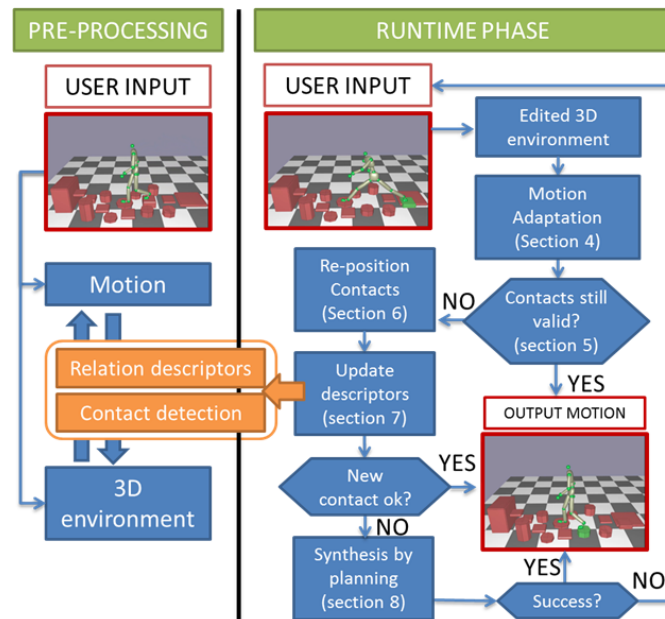 PRE-PROCESSING
USER INPUT
Motion
Relation descriptors
Contact detection
3D
environment
RUNTIME PHASE
USER INPUT
Edited 3D
environment
Motion
Adaptation
(Section 4)
Contacts still
valid?
(section 5)
NO
Re-position
Contacts
(Section 6)
Update
descriptors
(section 7)
YES
OUTPUT MOTION
New
contact ok?
YES
NO
Synthesis by
planning
(section 8)
Success?
YES
NO